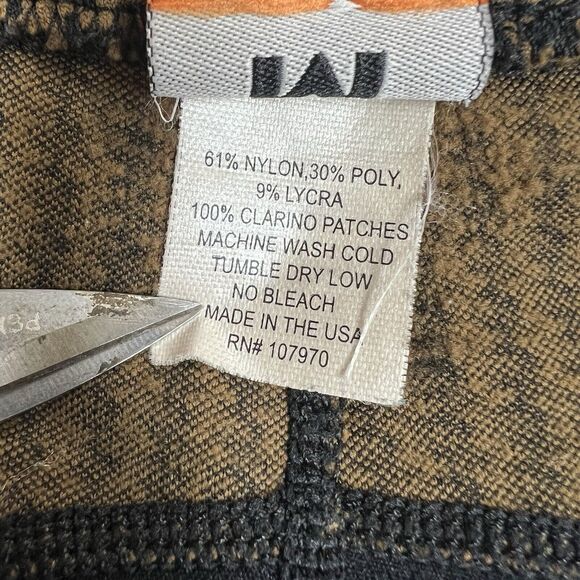 61% NYLON,30% POLY,
9% LYCRA
100% CLARINO PATCHES
MACHINE WASH COLD
TUMBLE DRY LOW
NO BLEACH
MADE IN THE USA
RN# 107970